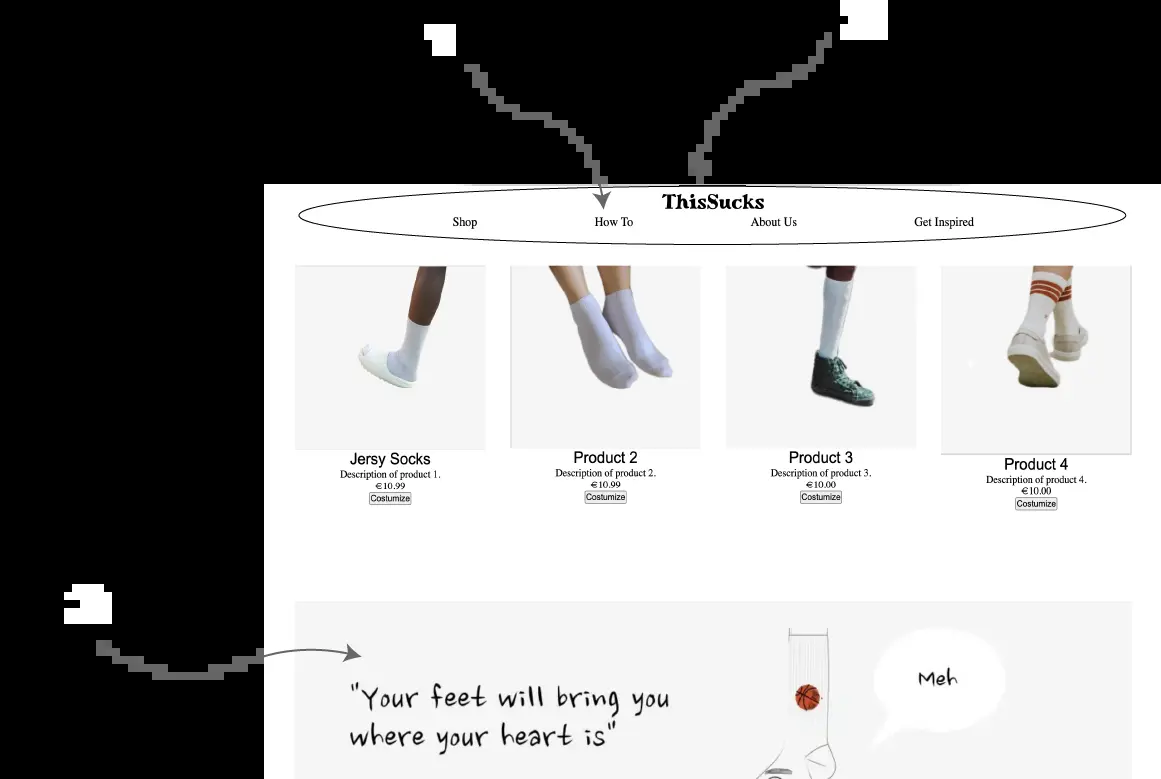 ThisSucks
Shop How To About Us Get Inspired
Jersy Socks
Description of product 1.
€10.99
Costumize
Product 2
Description of product 2.
€10.99
Costumize
Product 3
Description of product 3.
€10.00
Costumize
Product 4
Description of product 4.
€10.00
Costumize
"Your feet will bring you
where your heart is"
Meh